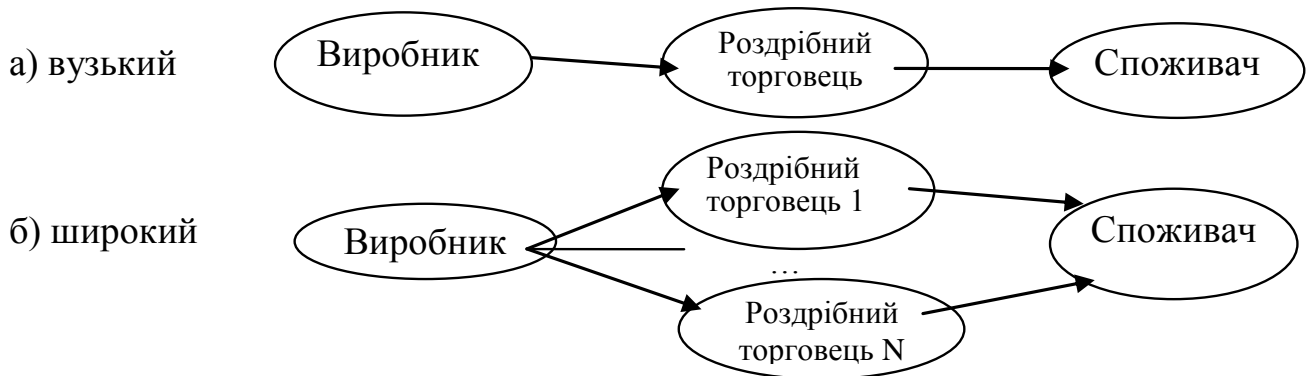 а) вузький
Виробник
Роздрібний
торговець
Споживач
б) широкий
Виробник
Роздрібний
торговець 1
...
Роздрібний
торговець N
Споживач